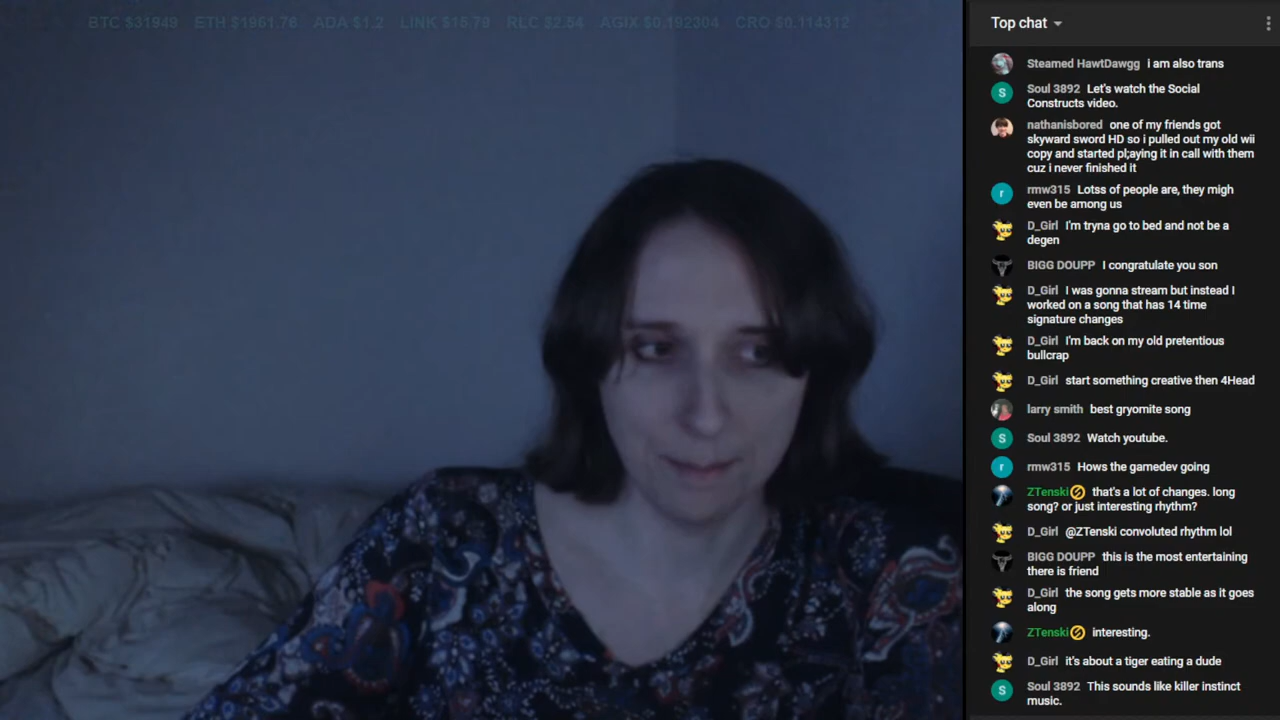 BTC $31949 ETH $1961.76 ADA $1.2 LINK $15.79 RLC $2.54 AGIX $0.192304 CRO $0.114312
Top chat
Steamed HawtDawgg i am also trans
Soul 3892 Let's watch the Social
Constructs video.
nathanisbored one of my friends got
skyward sword HD so i pulled out my old wii
copy and started pl;aying it in call with them
cuz i never finished it
rmw315 Lotss of people are, they migh
even be among us
D_Girl I'm tryna go to bed and not be a
degen
BIGG DOUPP I congratulate you son
D_Girl I was gonna stream but instead I
worked on a song that has 14 time
signature changes
D_Girl I'm back on my old pretentious
bullcrap
D_Girl start something creative then 4Head
larry smith best gryomite song
S
Soul 3892 Watch youtube.
r
rmw315 Hows the gamedev going
ZTenski that's a lot of changes. long
song? or just interesting rhythm?
D_Girl @ZTenski convoluted rhythm lol
BIGG DOUPP this is the most entertaining
there is friend
D_Girl the song gets more stable as it goes
along
ZTenski interesting.
D_Girl it's about a tiger eating a dude
S
Soul 3892 This sounds like killer instinct
music.